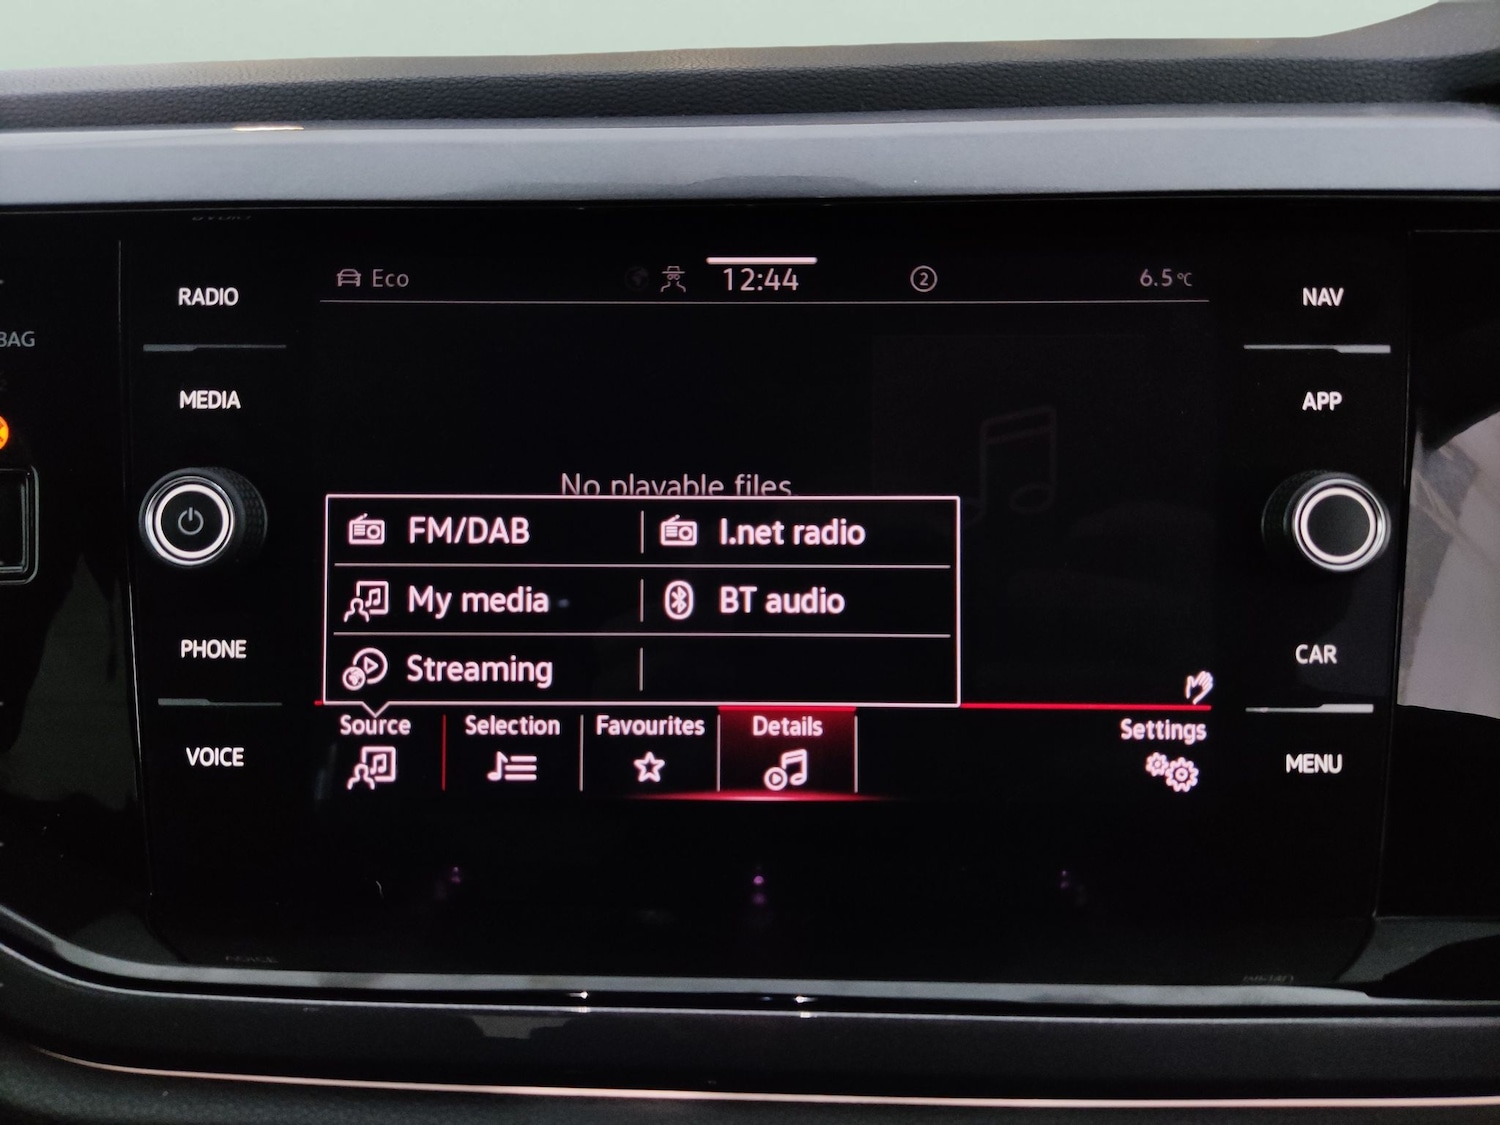 Eco
12:44
2
6.5°C
RADIO
MEDIA
PHONE
VOICE
BAG
No playable files.
FM/DAB
I.net radio
My media
BT audio
Streaming
Source
Selection
Favourites
Details
Settings
NAV
APP
CAR
MENU